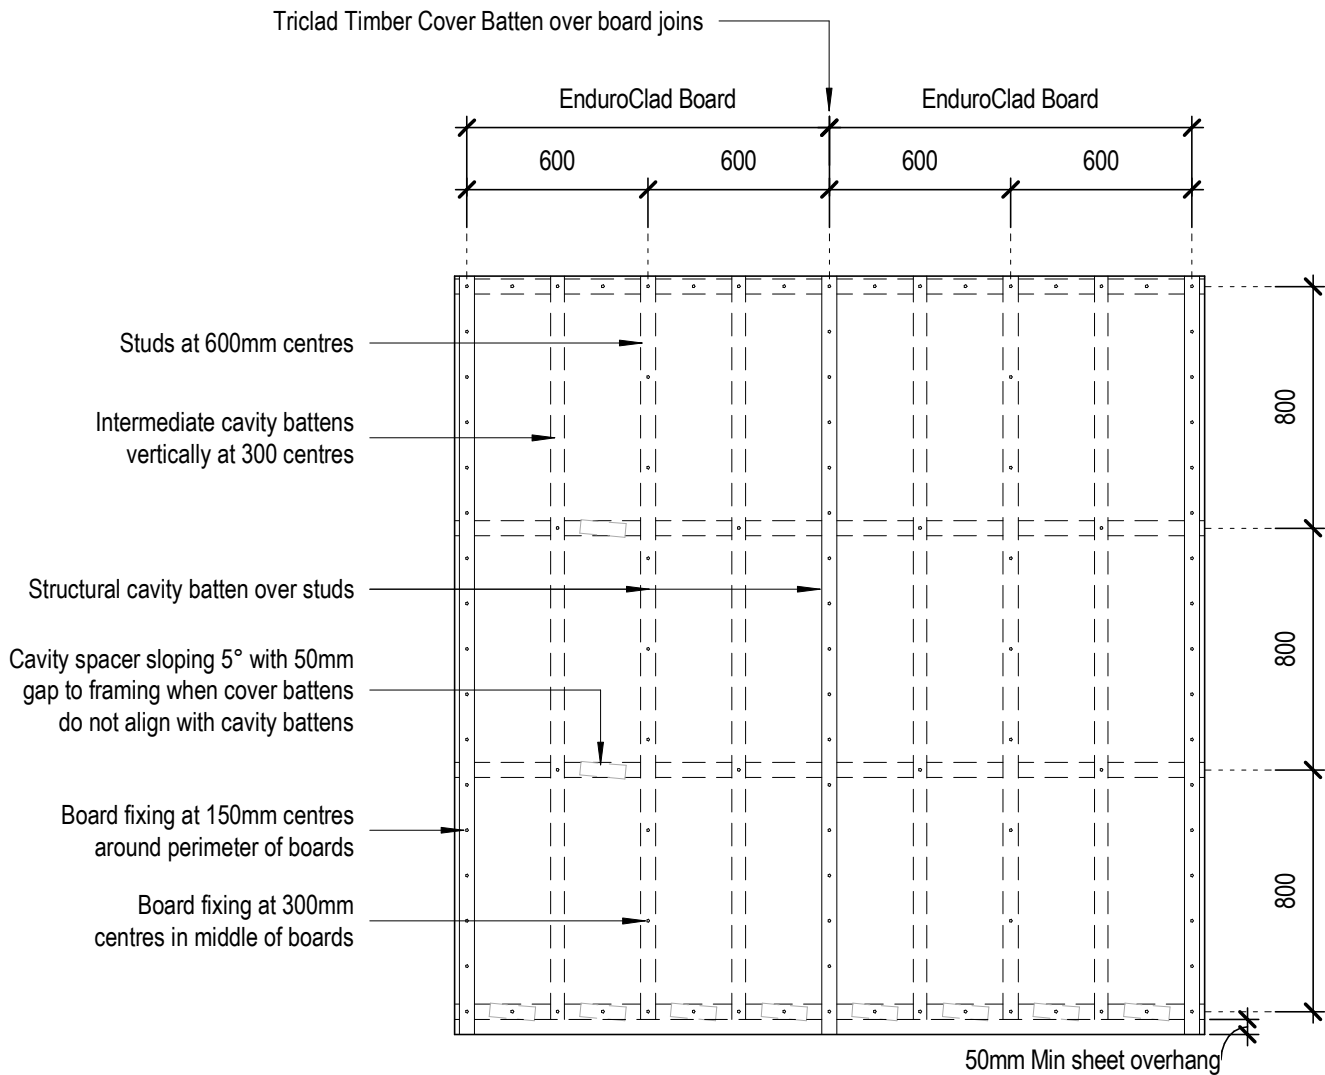 Triclad Timber Cover Batten over board joins
EnduroClad Board
EnduroClad Board
600
600
600
600
Studs at 600mm centres
Intermediate cavity battens
vertically at 300 centres
Structural cavity batten over studs
Cavity spacer sloping 5° with 50mm
gap to framing when cover battens
do not align with cavity battens
Board fixing at 150mm centres
around perimeter of boards
Board fixing at 300mm
centres in middle of boards
800
800
800
50mm Min sheet overhang